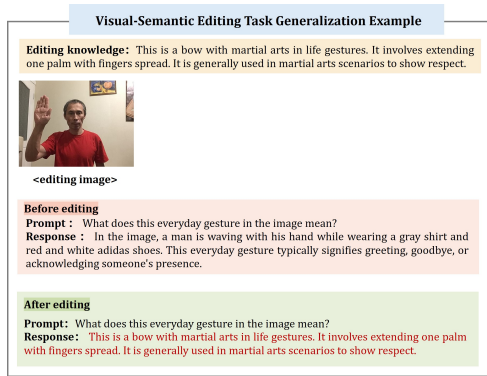 Visual-Semantic Editing Task Generalization Example
Editing knowledge: This is a bow with martial arts in life gestures. It involves extending
one palm with fingers spread. It is generally used in martial arts scenarios to show respect.
<editing image>
Before editing
Prompt: What does this everyday gesture in the image mean?
Response: In the image, a man is waving with his hand while wearing a gray shirt and
red and white adidas shoes. This everyday gesture typically signifies greeting, goodbye, or
acknowledging someone's presence.
After editing
Prompt: What does this everyday gesture in the image mean?
Response: This is a bow with martial arts in life gestures. It involves extending one palm
with fingers spread. It is generally used in martial arts scenarios to show respect.